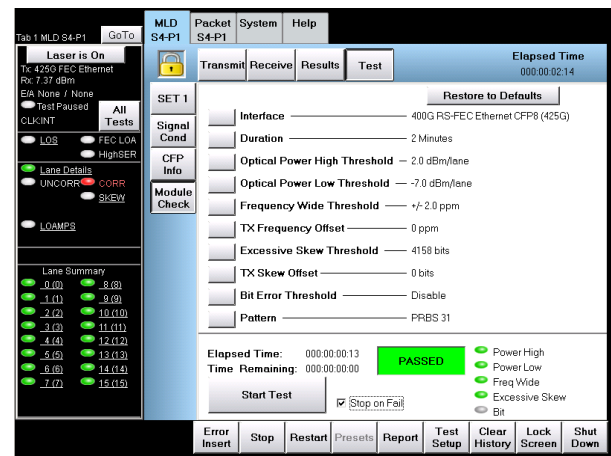 Tab 1 MLD S4-P1
GoTo
MLD
S4-P1
Packet
S4-P1
System
Help
Laser is On
Tx: 425G FEC Ethernet
Rx: 7.37 dBm
E/A None / None
Test Paused
CLK:INT
All
Tests
LOS
FEC LOA
HighSER
Lane Details
UNCORR
CORR
SKEW
LOAMPS
Lane Summary
0 (0) 8 (8)
1 (1) 9 (9)
2 (2) 10 (10)
3 (3) 11 (11)
4 (4) 12 (12)
5 (5) 13 (13)
6 (6) 14 (14)
7 (7) 15 (15)
Transmit
Receive
Results
Test
Elapsed Time
000:00:02:14
SET 1
Signal
Cond
CFP
Info
Module
Check
Restore to Defaults
Interface 400G RS-FEC Ethernet CFP8 (425G)
Duration 2 Minutes
Optical Power High Threshold 2.0 dBm/lane
Optical Power Low Threshold -7.0 dBm/lane
Frequency Wide Threshold +/- 2.0 ppm
TX Frequency Offset 0 ppm
Excessive Skew Threshold 4158 bits
TX Skew Offset 0 bits
Bit Error Threshold Disable
Pattern PRBS 31
Elapsed Time: 000:00:00:13
Time Remaining: 000:00:00:00
PASSED
Start Test
Stop on Fail
Power High
Power Low
Freq Wide
Excessive Skew
Bit
Error
Insert
Stop
Restart
Presets
Report
Test
Setup
Clear
History
Lock
Screen
Shut
Down